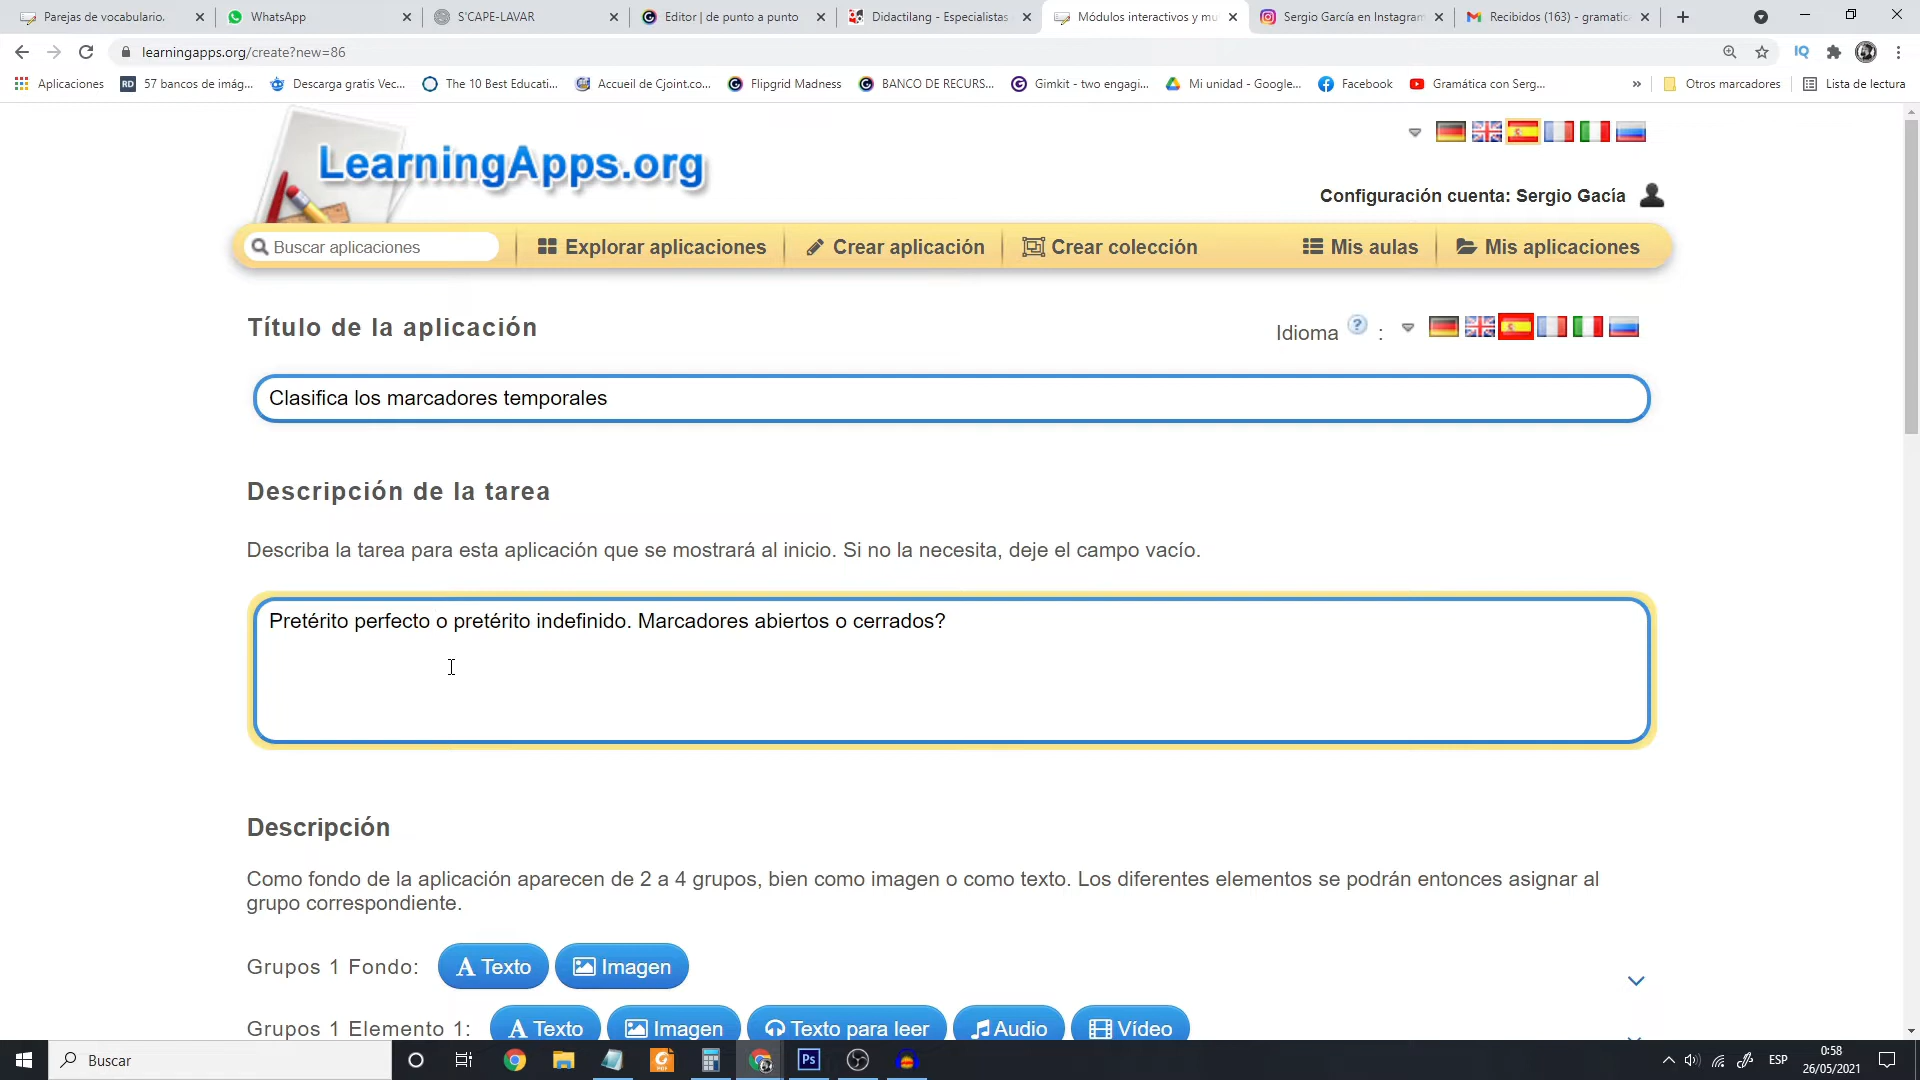 Parejas de vocabulario.
WhatsApp
S'CAPE-LAVAR
Editor | de punto a punto
Didactilang - Especialistas
Módulos interactivos y mu
Sergio García en Instagram
Recibidos (163) - gramatic
learningapps.org/create?new=86
Aplicaciones
57 bancos de imág...
Descarga gratis Vec...
The 10 Best Educati...
Accueil de Cjoint.co...
Flipgrid Madness
BANCO DE RECURS...
Gimkit - two engagi...
Mi unidad - Google...
Facebook
Gramática con Serg...
»
Otros marcadores
Lista de lectura
LearningApps.org
Configuración cuenta: Sergio Gacía
Buscar aplicaciones
Explorar aplicaciones
Crear aplicación
Crear colección
Mis aulas
Mis aplicaciones
Título de la aplicación
Idioma ? :
Clasifica los marcadores temporales
Descripción de la tarea
Describa la tarea para esta aplicación que se mostrará al inicio. Si no la necesita, deje el campo vacío.
Pretérito perfecto o pretérito indefinido. Marcadores abiertos o cerrados?
Descripción
Como fondo de la aplicación aparecen de 2 a 4 grupos, bien como imagen o como texto. Los diferentes elementos se podrán entonces asignar al
grupo correspondiente.
Grupos 1 Fondo: A Texto Imagen
Grupos 1 Elemento 1: A Texto Imagen Texto para leer Audio Vídeo
Buscar
Ps
ESP
0:58
26/05/2021